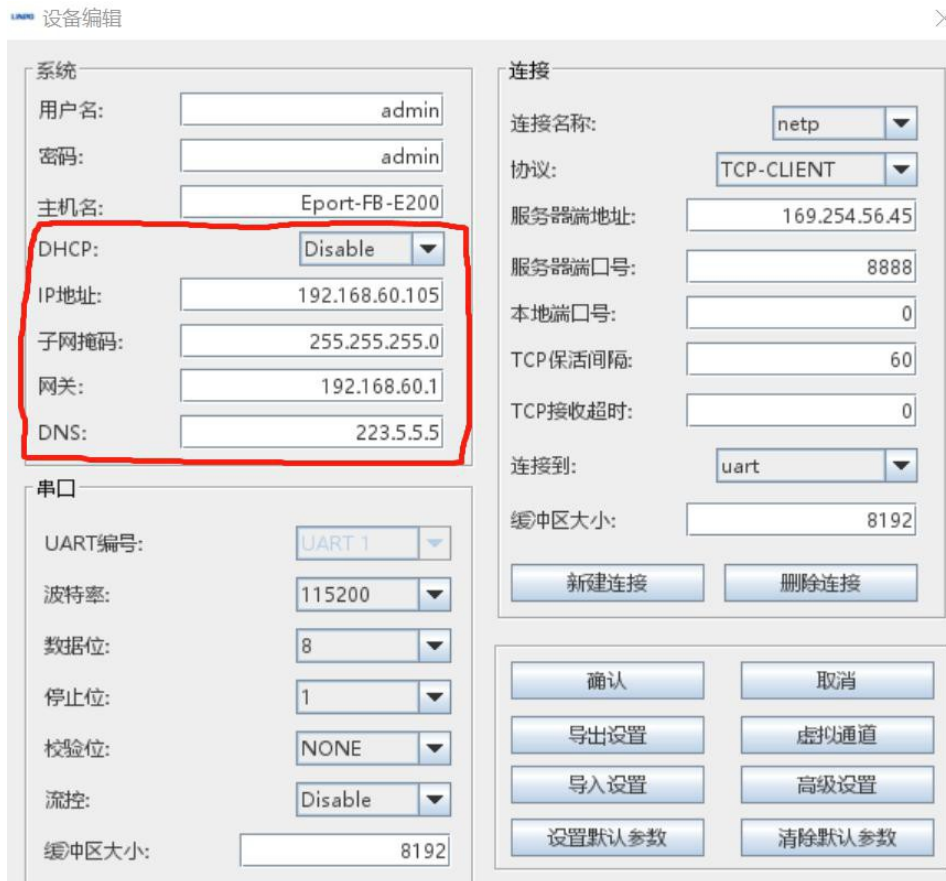 LINPO 设备编辑
系统
用户名: admin
密码: admin
主机名: Eport-FB-E200
DHCP: Disable
IP地址: 192.168.60.105
子网掩码: 255.255.255.0
网关: 192.168.60.1
DNS: 223.5.5.5
串口
UART编号: UART 1
波特率: 115200
数据位: 8
停止位: 1
校验位: NONE
流控: Disable
缓冲区大小: 8192
连接
连接名称: netp
协议: TCP-CLIENT
服务器端地址: 169.254.56.45
服务器端口号: 8888
本地端口号: 0
TCP保活间隔: 60
TCP接收超时: 0
连接到: uart
缓冲区大小: 8192
新建连接 删除连接
确认 取消
导出设置 虚拟通道
导入设置 高级设置
设置默认参数 清除默认参数